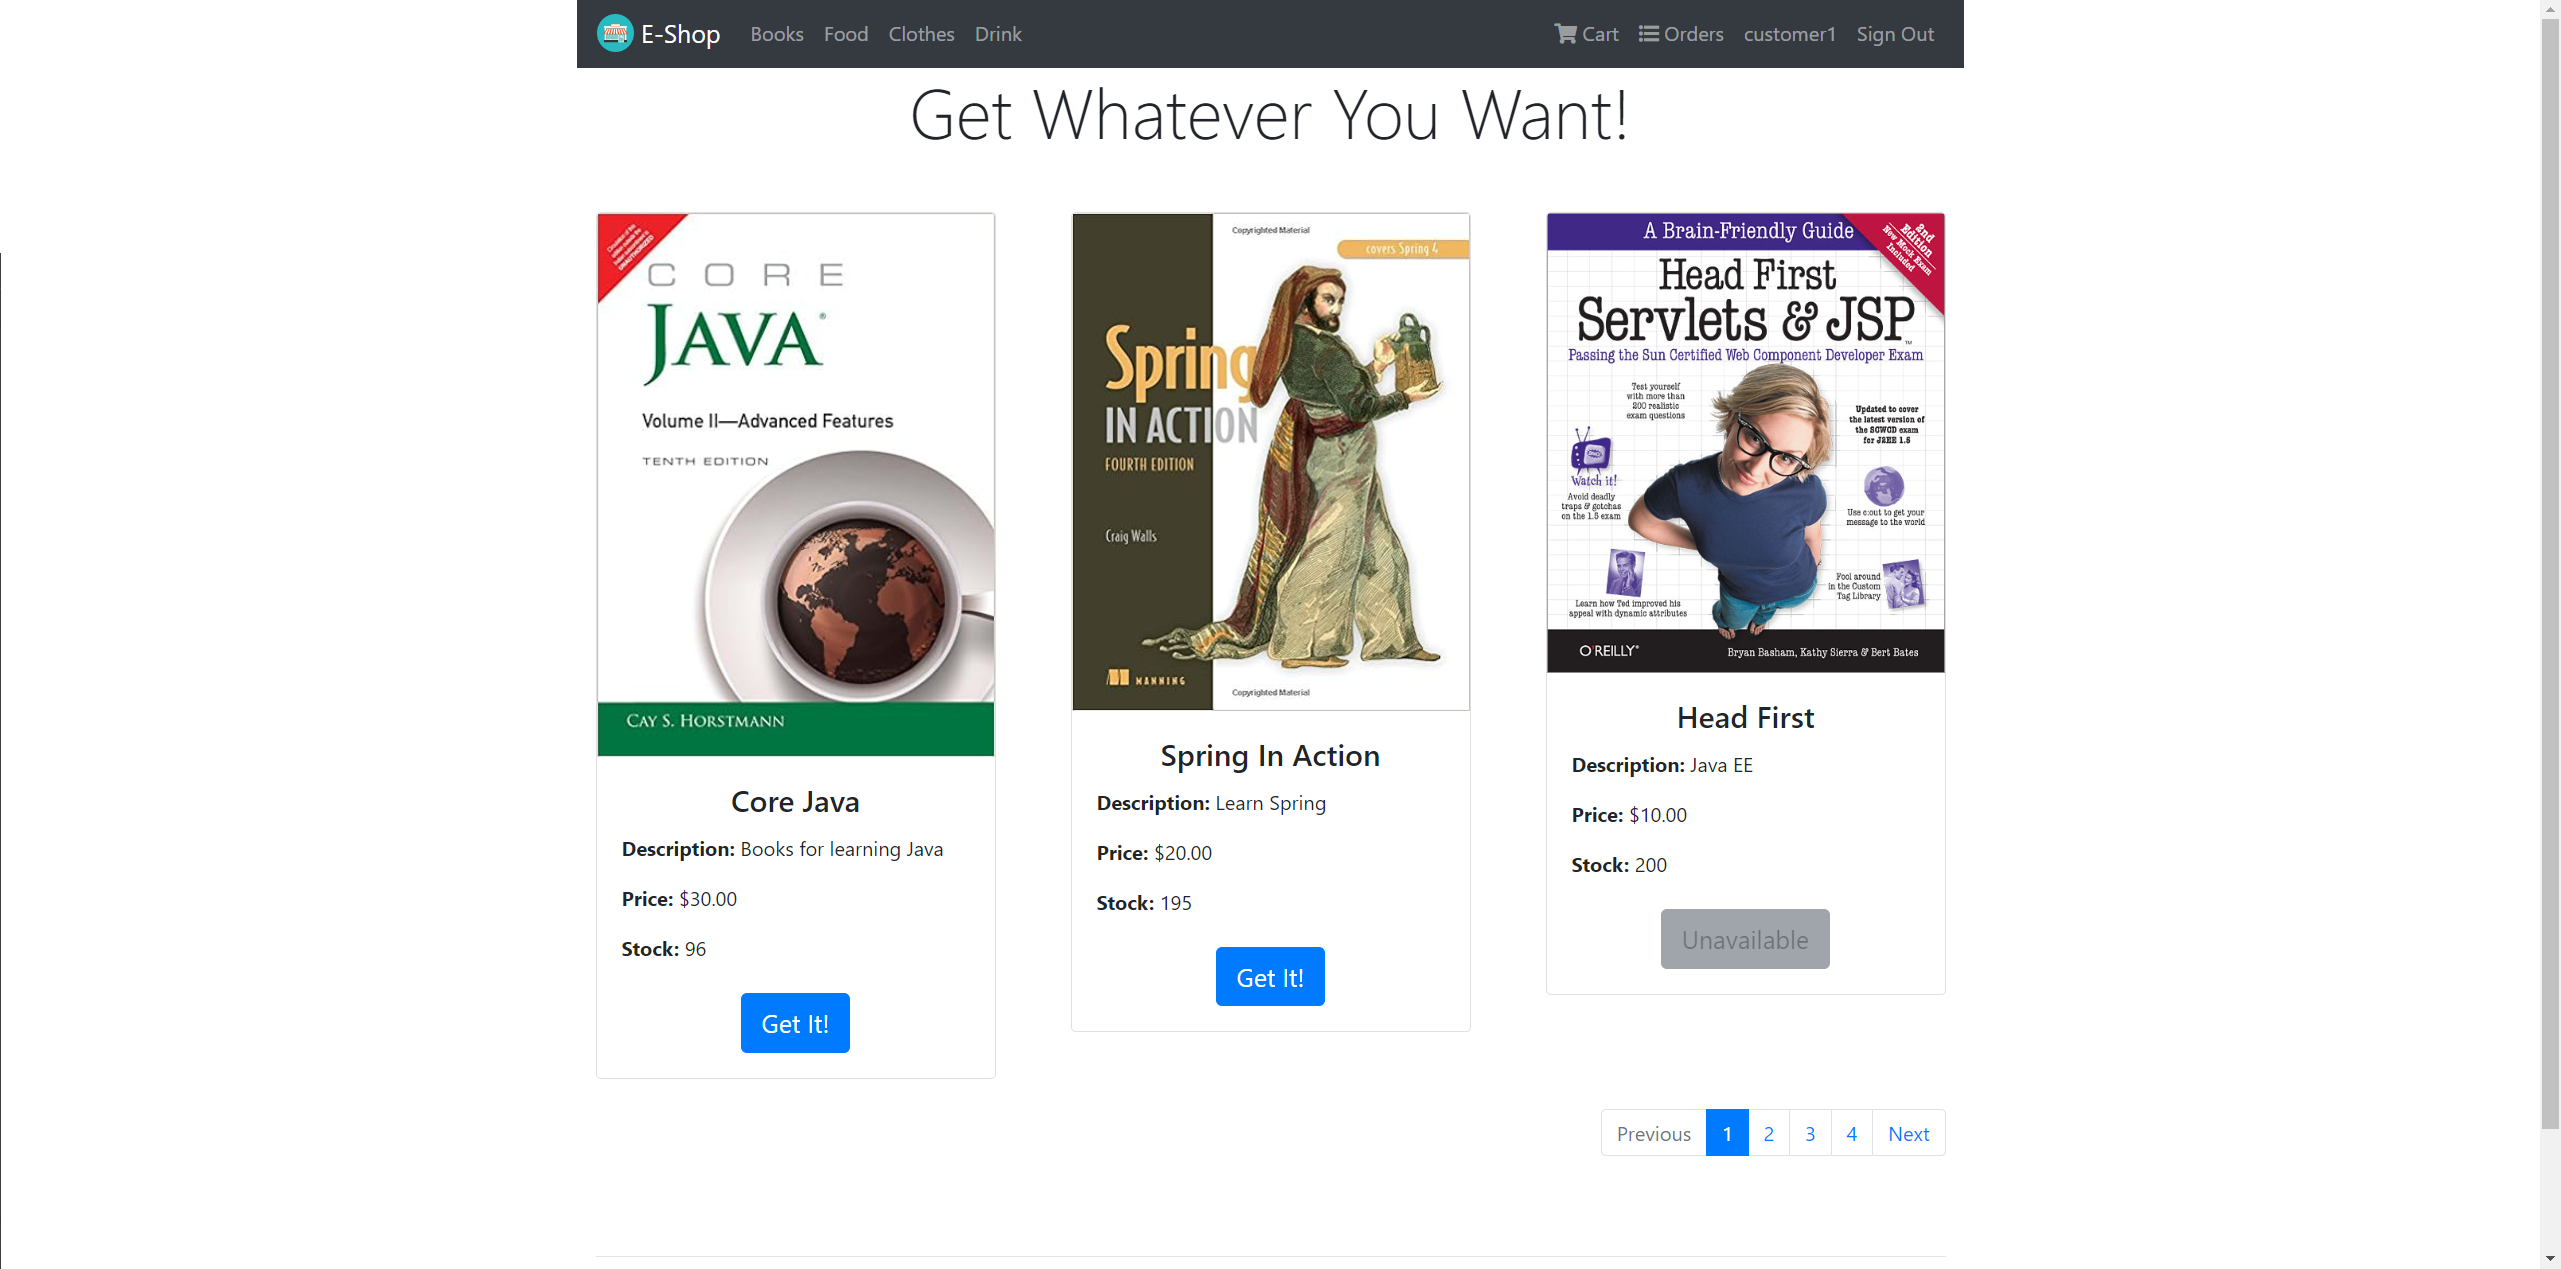 E-Shop Books Food Clothes Drink Cart Orders customer1 Sign Out
Get Whatever You Want!
CORE
JAVA
Volume II—Advanced Features
TENTH EDITION
CAY S. HORSTMANN
Core Java
Description: Books for learning Java
Price: $30.00
Stock: 96
Get It!
Copyrighted Material
covers Spring 4
Spring
IN ACTION
FOURTH EDITION
Craig Walls
MANNING
Copyrighted Material
Spring In Action
Description: Learn Spring
Price: $20.00
Stock: 195
Get It!
A Brain-Friendly Guide
2nd
Edition
New Mock Exam
Included
Head First
Servlets & JSP™
Passing the Sun Certified Web Component Developer Exam
Test yourself
with more than
200 realistic
exam questions
Updated to cover
the latest version of
the SCWCD exam
for J2EE 1.5
Watch it!
Avoid deadly
traps & gotchas
on the 1.5 exam
Use c:out to get your
message to the world
Fool around
in the Custom
Tag Library
Learn how Ted improved his
appeal with dynamic attributes
O'REILLY®
Bryan Basham, Kathy Sierra & Bert Bates
Head First
Description: Java EE
Price: $10.00
Stock: 200
Unavailable
Previous 1 2 3 4 Next